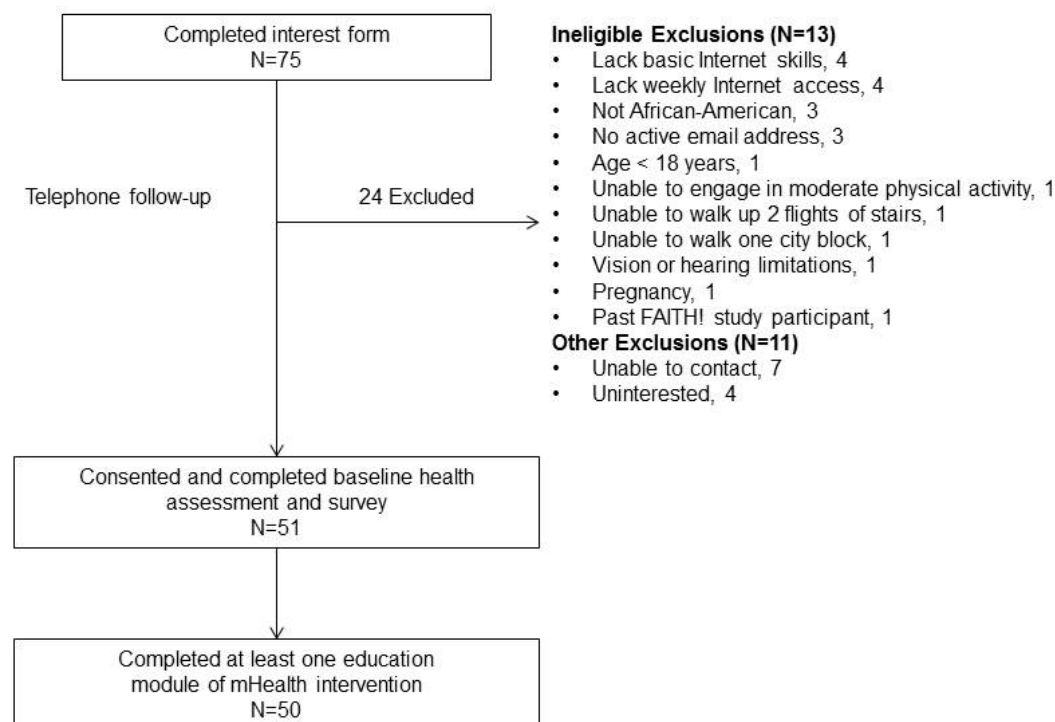 Completed interest form
N=75
Ineligible Exclusions (N=13)
• Lack basic Internet skills, 4
• Lack weekly Internet access, 4
• Not African-American, 3
• No active email address, 3
• Age < 18 years, 1
• Unable to engage in moderate physical activity, 1
• Unable to walk up 2 flights of stairs, 1
• Unable to walk one city block, 1
• Vision or hearing limitations, 1
• Pregnancy, 1
• Past FAITH! study participant, 1
Other Exclusions (N=11)
• Unable to contact, 7
• Uninterested, 4
Telephone follow-up
24 Excluded
Consented and completed baseline health
assessment and survey
N=51
Completed at least one education
module of mHealth intervention
N=50